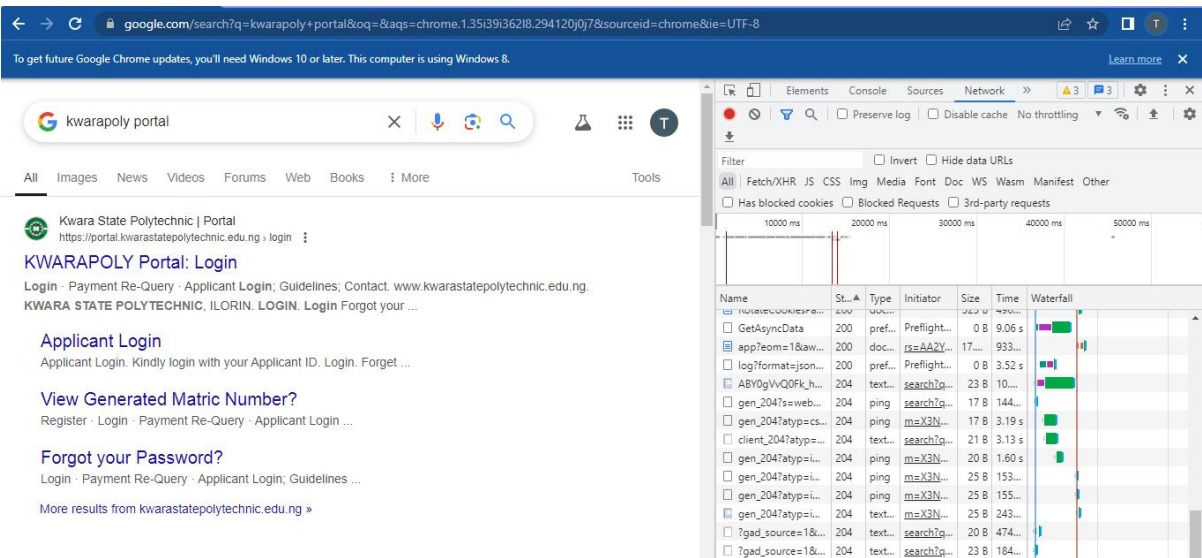 google.com/search?q=kwarapoly+portal&oq=&aqs=chrome.1.35i39i362l8.294120j0j7&sourceid=chrome&ie=UTF-8
T
To get future Google Chrome updates, you'll need Windows 10 or later. This computer is using Windows 8.
Learn more
kwarapoly portal
T
All Images News Videos Forums Web Books More Tools
Kwara State Polytechnic | Portal
https://portal.kwarastatepolytechnic.edu.ng › login
KWARAPOLY Portal: Login
Login · Payment Re-Query · Applicant Login; Guidelines; Contact. www.kwarastatepolytechnic.edu.ng.
KWARA STATE POLYTECHNIC, ILORIN. LOGIN. Login Forgot your ...
Applicant Login
Applicant Login. Kindly login with your Applicant ID. Login. Forget ...
View Generated Matric Number?
Register · Login · Payment Re-Query · Applicant Login ...
Forgot your Password?
Login · Payment Re-Query · Applicant Login; Guidelines ...
More results from kwarastatepolytechnic.edu.ng »
Elements Console Sources Network » 3 3
Preserve log Disable cache No throttling
Filter Invert Hide data URLs
All Fetch/XHR JS CSS Img Media Font Doc WS Wasm Manifest Other
Has blocked cookies Blocked Requests 3rd-party requests
10000 ms 20000 ms 30000 ms 40000 ms 50000 ms
Name St... Type Initiator Size Time Waterfall
GetAsyncData 200 pref... Preflight... 0 B 9.06 s
app?eom=1&aw... 200 doc... rs=AA2Y... 17.... 933...
log?format=json... 200 pref... Preflight... 0 B 3.52 s
ABY0gVvQ0Fk_h... 204 text... search?q... 23 B 10....
gen_204?s=web... 204 ping search?q... 17 B 144...
gen_204?atyp=cs... 204 ping m=X3N... 17 B 3.19 s
client_204?atyp=... 204 text... search?q... 21 B 3.13 s
gen_204?atyp=i... 204 ping m=X3N... 20 B 1.60 s
gen_204?atyp=i... 204 ping m=X3N... 25 B 153...
gen_204?atyp=i... 204 ping m=X3N... 25 B 155...
gen_204?atyp=i... 204 text... m=X3N... 25 B 243...
?gad_source=1&... 204 text... search?q... 20 B 474...
?gad_source=1&... 204 text... search?q... 23 B 184...